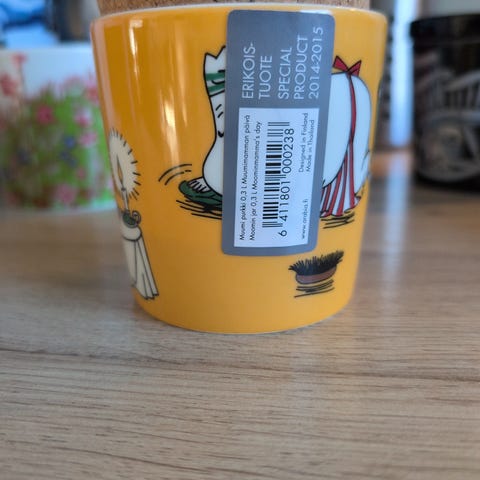 ERIKOIS-
TUOTE
SPECIAL
PRODUCT
2014-2015
Muumi purkki 0,3 L Muumimamman päivä
Moomin jar 0,3 L Moominmamma's day
6 411801 000238
Designed in Finland
Made in Thailand
www.arabia.fi